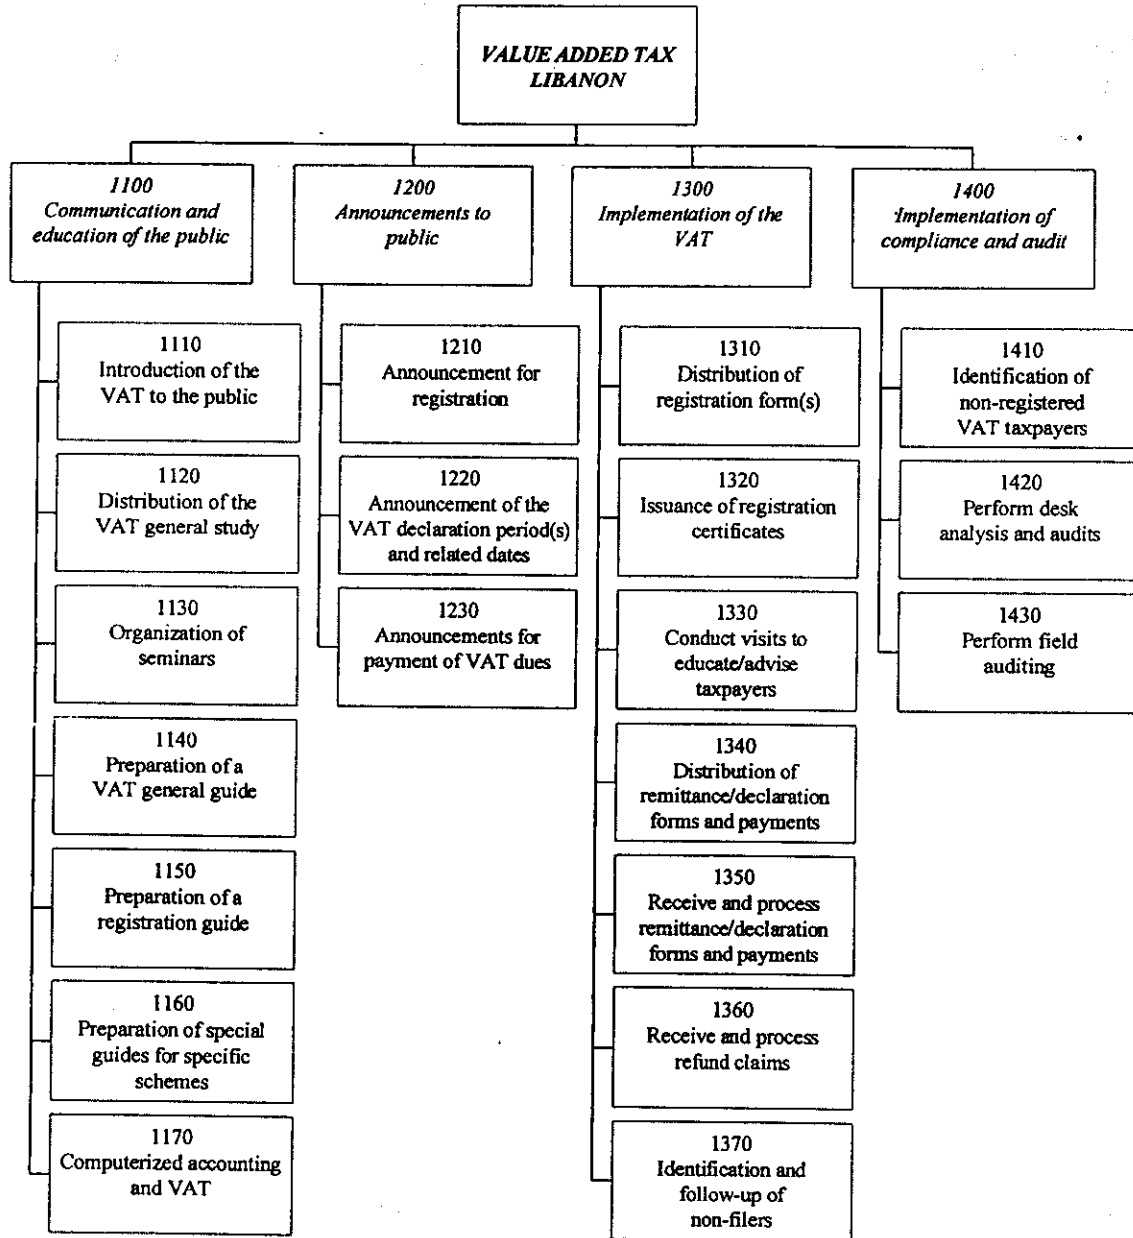 VALUE ADDED TAX
LIBANON
1100
Communication and
education of the public
1110
Introduction of the
VAT to the public
1120
Distribution of the
VAT general study
1130
Organization of
seminars
1140
Preparation of a
VAT general guide
1150
Preparation of a
registration guide
1160
Preparation of special
guides for specific
schemes
1170
Computerized accounting
and VAT
1200
Announcements to
public
1210
Announcement for
registration
1220
Announcement of the
VAT declaration period(s)
and related dates
1230
Announcements for
payment of VAT dues
1300
Implementation of the
VAT
1310
Distribution of
registration form(s)
1320
Issuance of registration
certificates
1330
Conduct visits to
educate/advise
taxpayers
1340
Distribution of
remittance/declaration
forms and payments
1350
Receive and process
remittance/declaration
forms and payments
1360
Receive and process
refund claims
1370
Identification and
follow-up of
non-filers
1400
Implementation of
compliance and audit
1410
Identification of
non-registered
VAT taxpayers
1420
Perform desk
analysis and audits
1430
Perform field
auditing